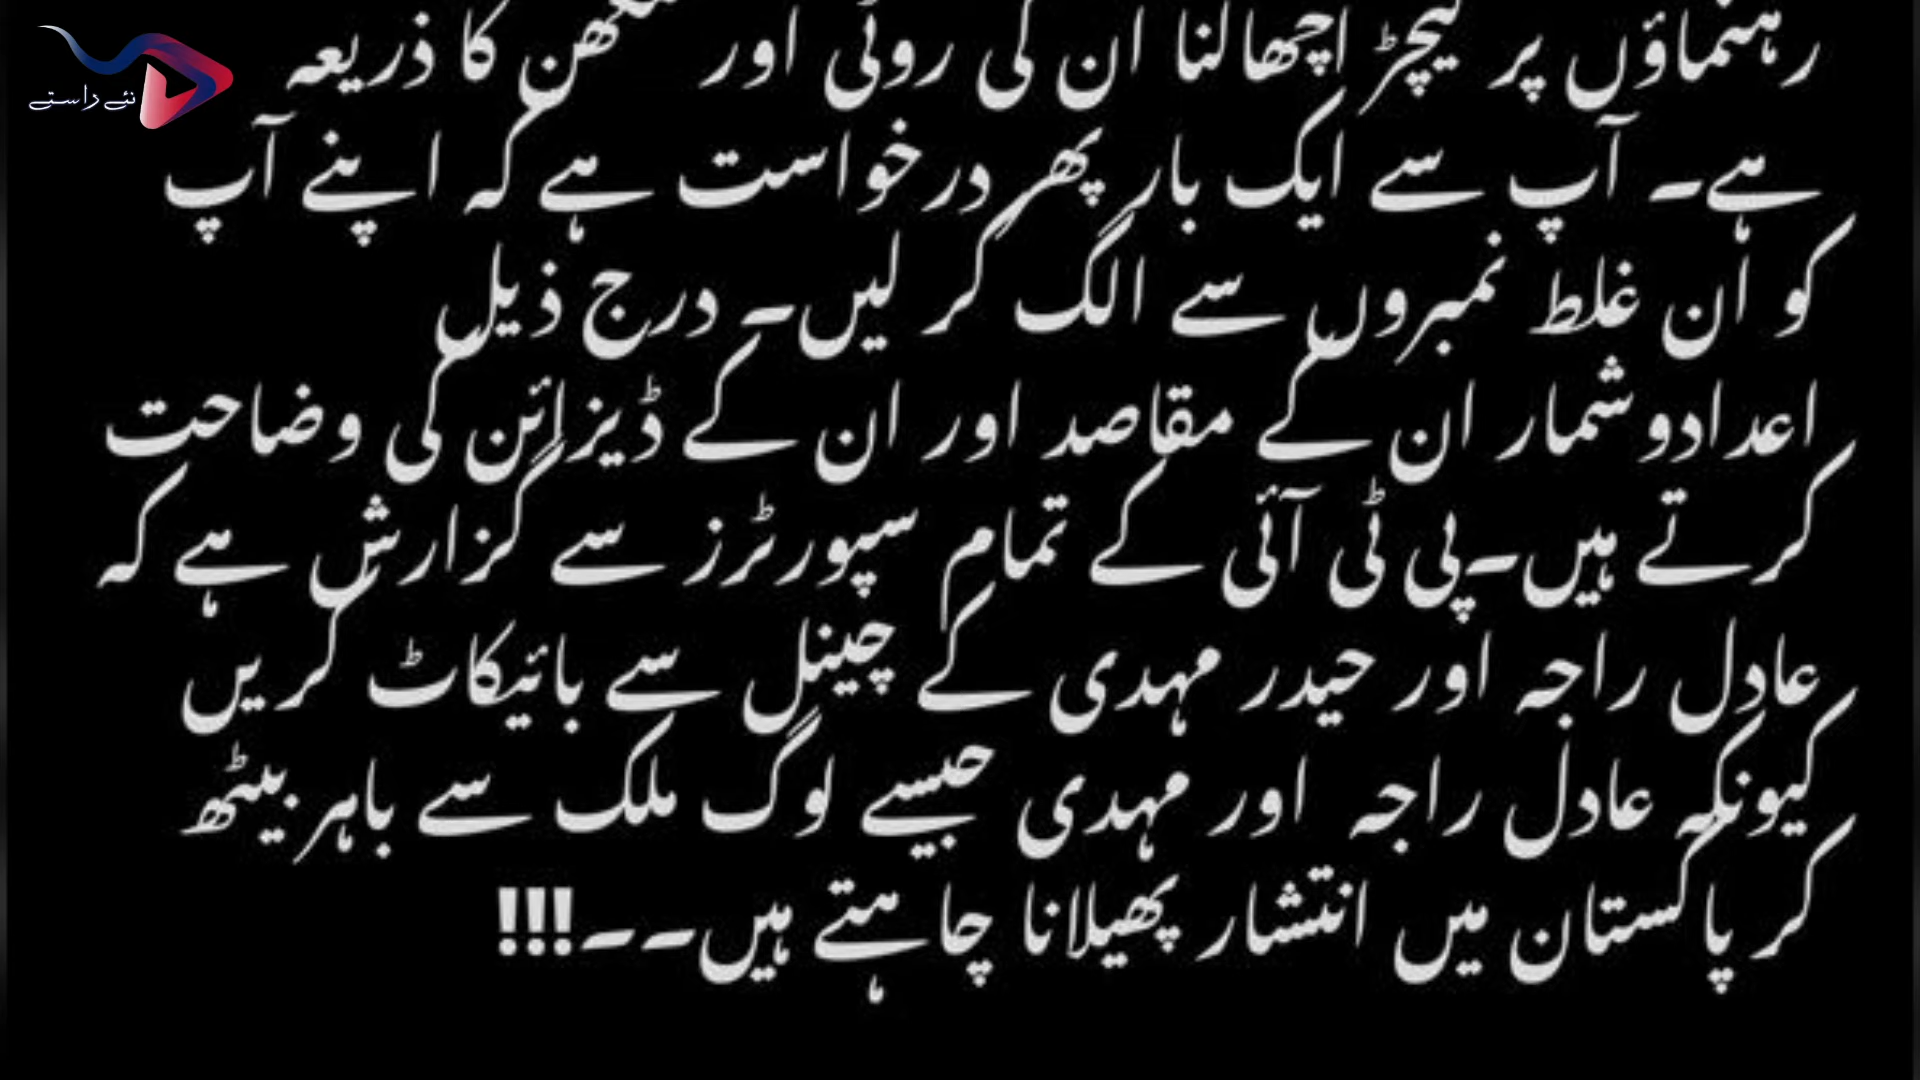 نئے راستے
رہنماؤں پر کیچڑ اچھالنا ان کی روٹی اور مکھن کا ذریعہ
ہے۔ آپ سے ایک بار پھر درخواست ہے کہ اپنے آپ
کو ان غلط نمبروں سے الگ کر لیں۔ درج ذیل
اعدادوشمار ان کے مقاصد اور ان کے ڈیزائن کی وضاحت
کرتے ہیں۔پی ٹی آئی کے تمام سپورٹرز سے گزارش ہے کہ
عادل راجہ اور حیدر مہدی کے چینل سے بائیکاٹ کریں
کیونکہ عادل راجہ اور مہدی جیسے لوگ ملک سے باہر بیٹھ
کر پاکستان میں انتشار پھیلانا چاہتے ہیں۔۔۔!!!